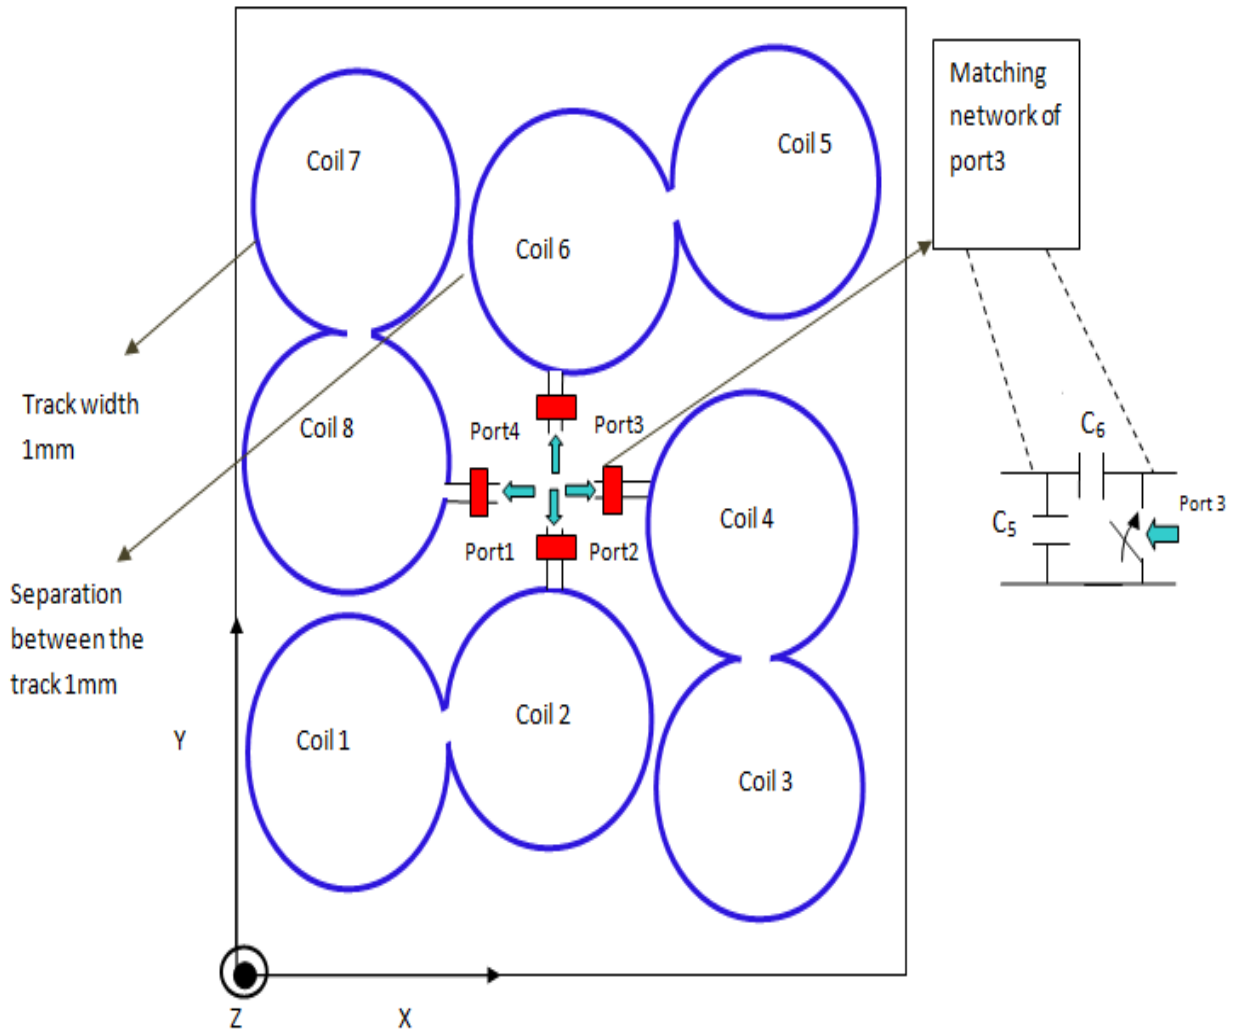 Coil 7
Coil 5
Coil 6
Matching
network of
port3
Track width
1mm
Coil 8
Port4
Port3
C6
C5
Port 3
Coil 4
Port1
Port2
Separation
between the
track 1mm
Coil 1
Coil 2
Coil 3
Y
Z
X